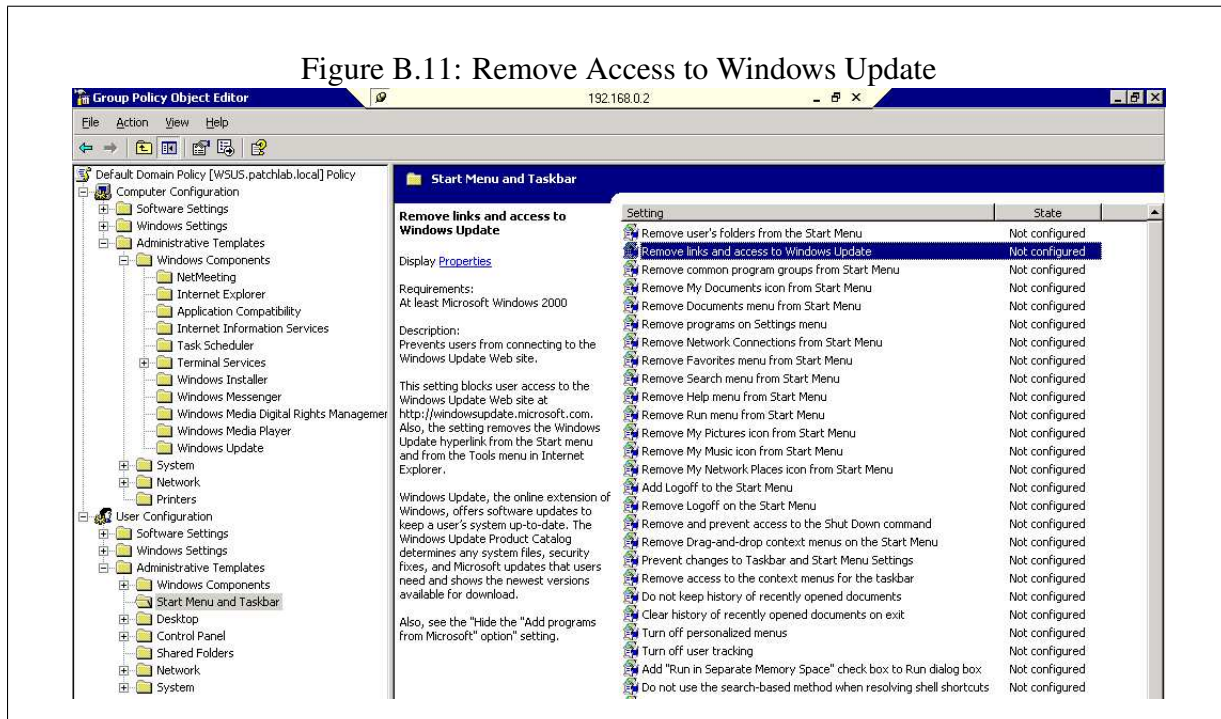 Figure B.11: Remove Access to Windows Update
Group Policy Object Editor
192.168.0.2
File Action View Help
Default Domain Policy [WSUS.patchlab.local] Policy
Computer Configuration
Software Settings
Windows Settings
Administrative Templates
Windows Components
NetMeeting
Internet Explorer
Application Compatibility
Internet Information Services
Task Scheduler
Terminal Services
Windows Installer
Windows Messenger
Windows Media Digital Rights Managemer
Windows Media Player
Windows Update
System
Network
Printers
User Configuration
Software Settings
Windows Settings
Administrative Templates
Windows Components
Start Menu and Taskbar
Desktop
Control Panel
Shared Folders
Network
System
Start Menu and Taskbar
Remove links and access to
Windows Update
Display Properties
Requirements:
At least Microsoft Windows 2000
Description:
Prevents users from connecting to the
Windows Update Web site.
This setting blocks user access to the
Windows Update Web site at
http://windowsupdate.microsoft.com.
Also, the setting removes the Windows
Update hyperlink from the Start menu
and from the Tools menu in Internet
Explorer.
Windows Update, the online extension of
Windows, offers software updates to
keep a user's system up-to-date. The
Windows Update Product Catalog
determines any system files, security
fixes, and Microsoft updates that users
need and shows the newest versions
available for download.
Also, see the "Hide the "Add programs
from Microsoft" option" setting.
Setting State
Remove user's folders from the Start Menu Not configured
Remove links and access to Windows Update Not configured
Remove common program groups from Start Menu Not configured
Remove My Documents icon from Start Menu Not configured
Remove Documents menu from Start Menu Not configured
Remove programs on Settings menu Not configured
Remove Network Connections from Start Menu Not configured
Remove Favorites menu from Start Menu Not configured
Remove Search menu from Start Menu Not configured
Remove Help menu from Start Menu Not configured
Remove Run menu from Start Menu Not configured
Remove My Pictures icon from Start Menu Not configured
Remove My Music icon from Start Menu Not configured
Remove My Network Places icon from Start Menu Not configured
Add Logoff to the Start Menu Not configured
Remove Logoff on the Start Menu Not configured
Remove and prevent access to the Shut Down command Not configured
Remove Drag-and-drop context menus on the Start Menu Not configured
Prevent changes to Taskbar and Start Menu Settings Not configured
Remove access to the context menus for the taskbar Not configured
Do not keep history of recently opened documents Not configured
Clear history of recently opened documents on exit Not configured
Turn off personalized menus Not configured
Turn off user tracking Not configured
Add "Run in Separate Memory Space" check box to Run dialog box Not configured
Do not use the search-based method when resolving shell shortcuts Not configured